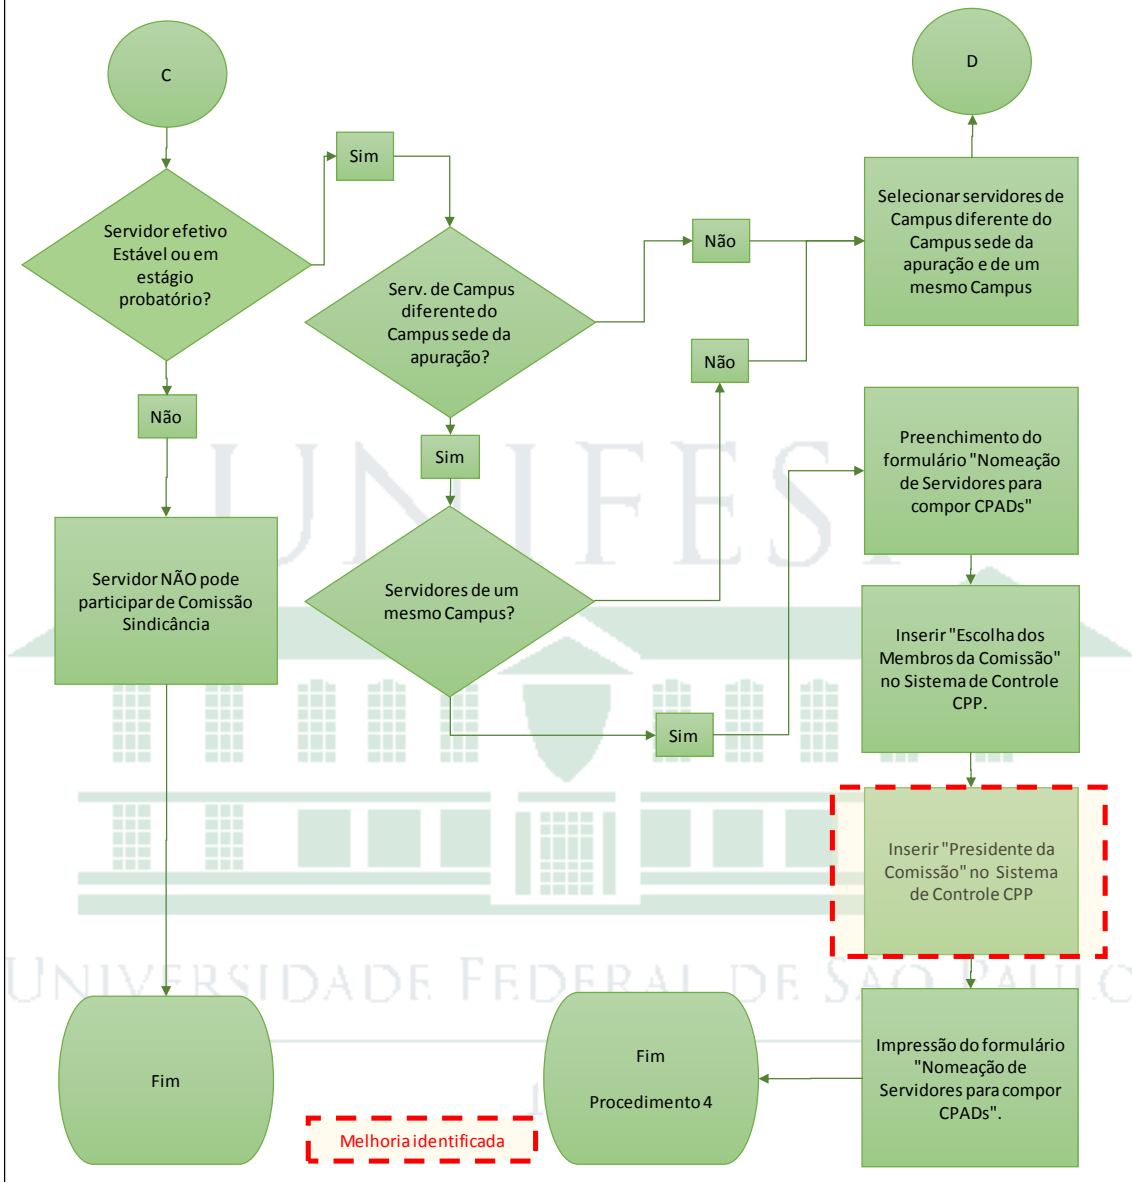 C
D
Servidor efetivo
Estável ou em
estágio
probatório?
Sim
Serv. de Campus
diferente do
Campus sede da
apuração?
Não
Selecionar servidores de
Campus diferente do
Campus sede da
apuração e de um
mesmo Campus
Não
Não
Sim
Preenchimento do
formulário "Nomeação
de Servidores para
compor CPADs"
UNIFES
Servidor NÃO pode
participar de Comissão
Sindicância
Servidores de um
mesmo Campus?
Inserir "Escolha dos
Membros da Comissão"
no Sistema de Controle
CPP.
Sim
Inserir "Presidente da
Comissão" no Sistema
de Controle CPP
UNIVERSIDADE FEDERAL DE SÃO PAULO
Fim
Fim
Procedimento 4
Impressão do formulário
"Nomeação de
Servidores para compor
CPADs".
Melhoria identificada